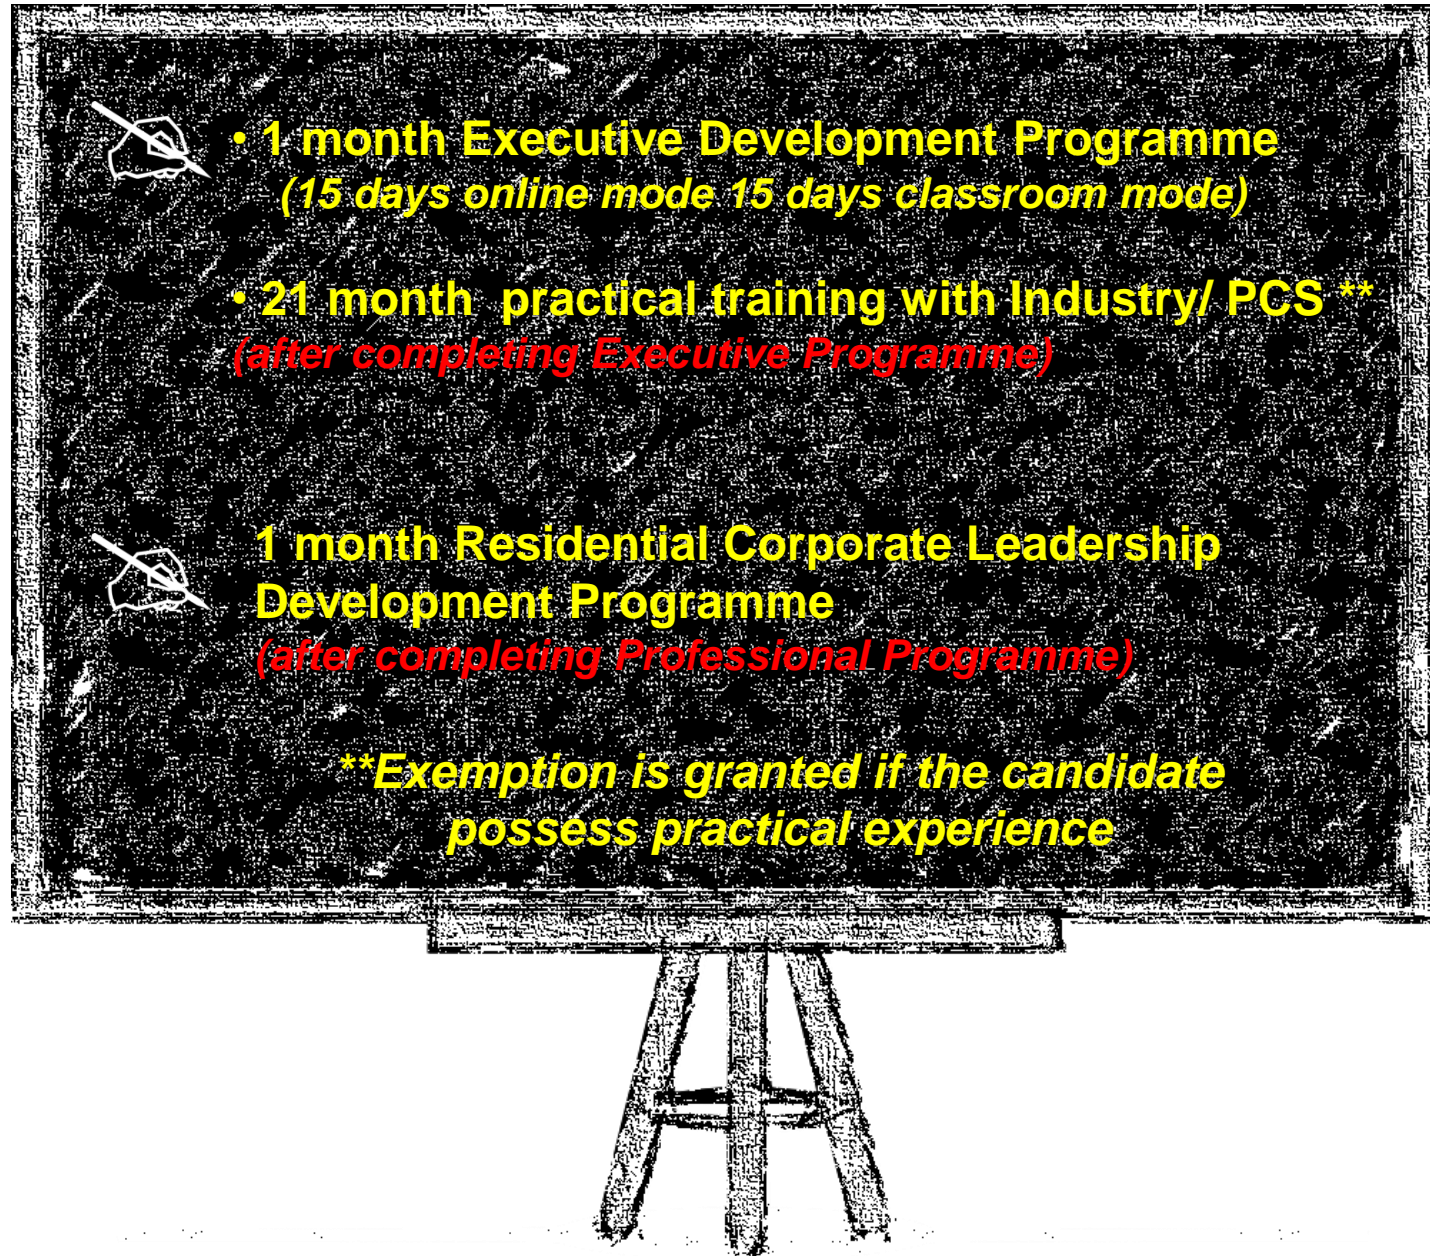 • 1 month Executive Development Programme
(15 days online mode 15 days classroom mode)
• 21 month practical training with Industry/ PCS **
(after completing Executive Programme)
1 month Residential Corporate Leadership
Development Programme
(after completing Professional Programme)
**Exemption is granted if the candidate
possess practical experience